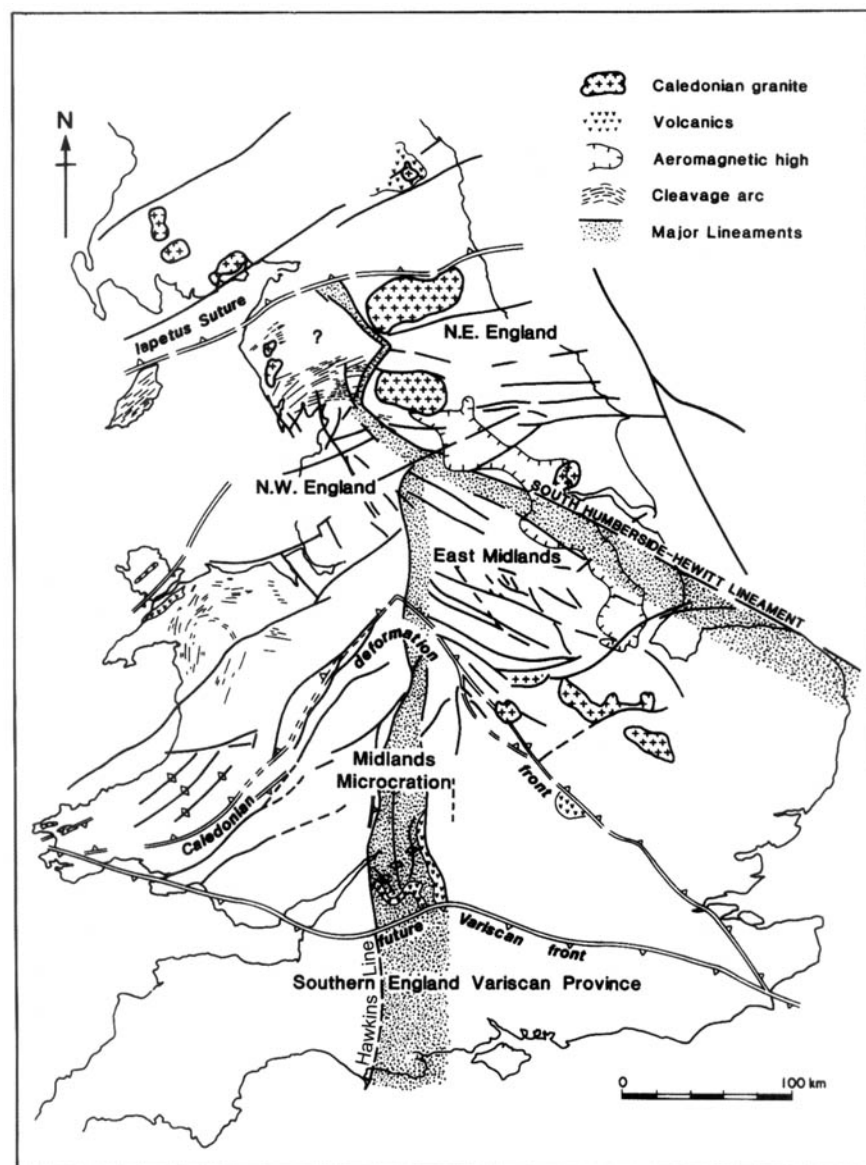 Caledonian granite
Volcanics
Aeromagnetic high
Cleavage arc
Major Lineaments
N
Iapetus Suture
?
N.E. England
N.W. England
SOUTH HUMBERSIDE-HEWITT LINEAMENT
East Midlands
deformation
Midlands
Microcration
front
Caledonian
future Variscan front
Southern England Variscan Province
Hawkins Line
0 100 km